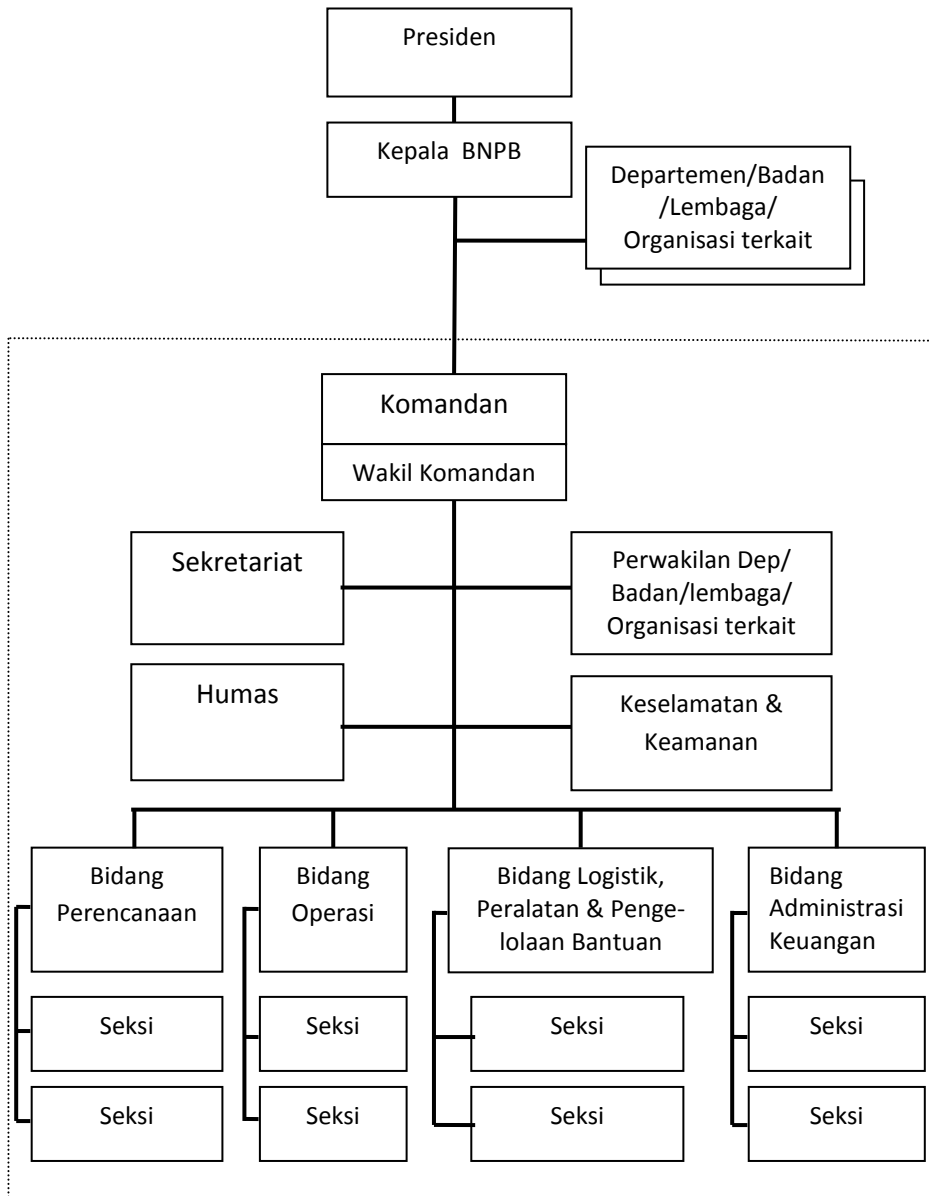 Presiden
Kepala BNPB
Departemen/Badan
/Lembaga/
Organisasi terkait
Komandan
Wakil Komandan
Sekretariat
Perwakilan Dep/
Badan/lembaga/
Organisasi terkait
Humas
Keselamatan &
Keamanan
Bidang
Perencanaan
Bidang
Operasi
Bidang Logistik,
Peralatan & Penge-
lolaan Bantuan
Bidang
Administrasi
Keuangan
Seksi
Seksi
Seksi
Seksi
Seksi
Seksi
Seksi
Seksi